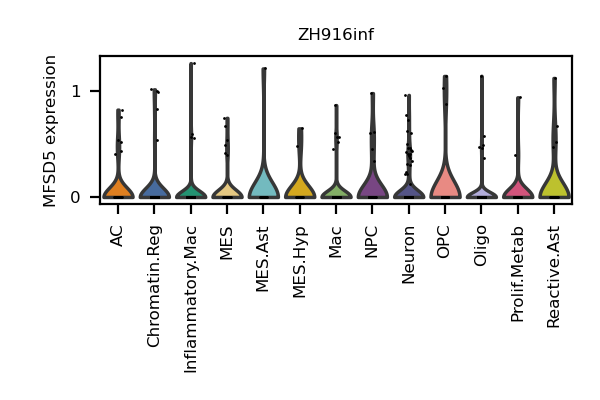 ZH916inf
MFSD5 expression
1
0
AC
Chromatin.Reg
Inflammatory.Mac
MES
MES.Ast
MES.Hyp
Mac
NPC
Neuron
OPC
Oligo
Prolif.Metab
Reactive.Ast